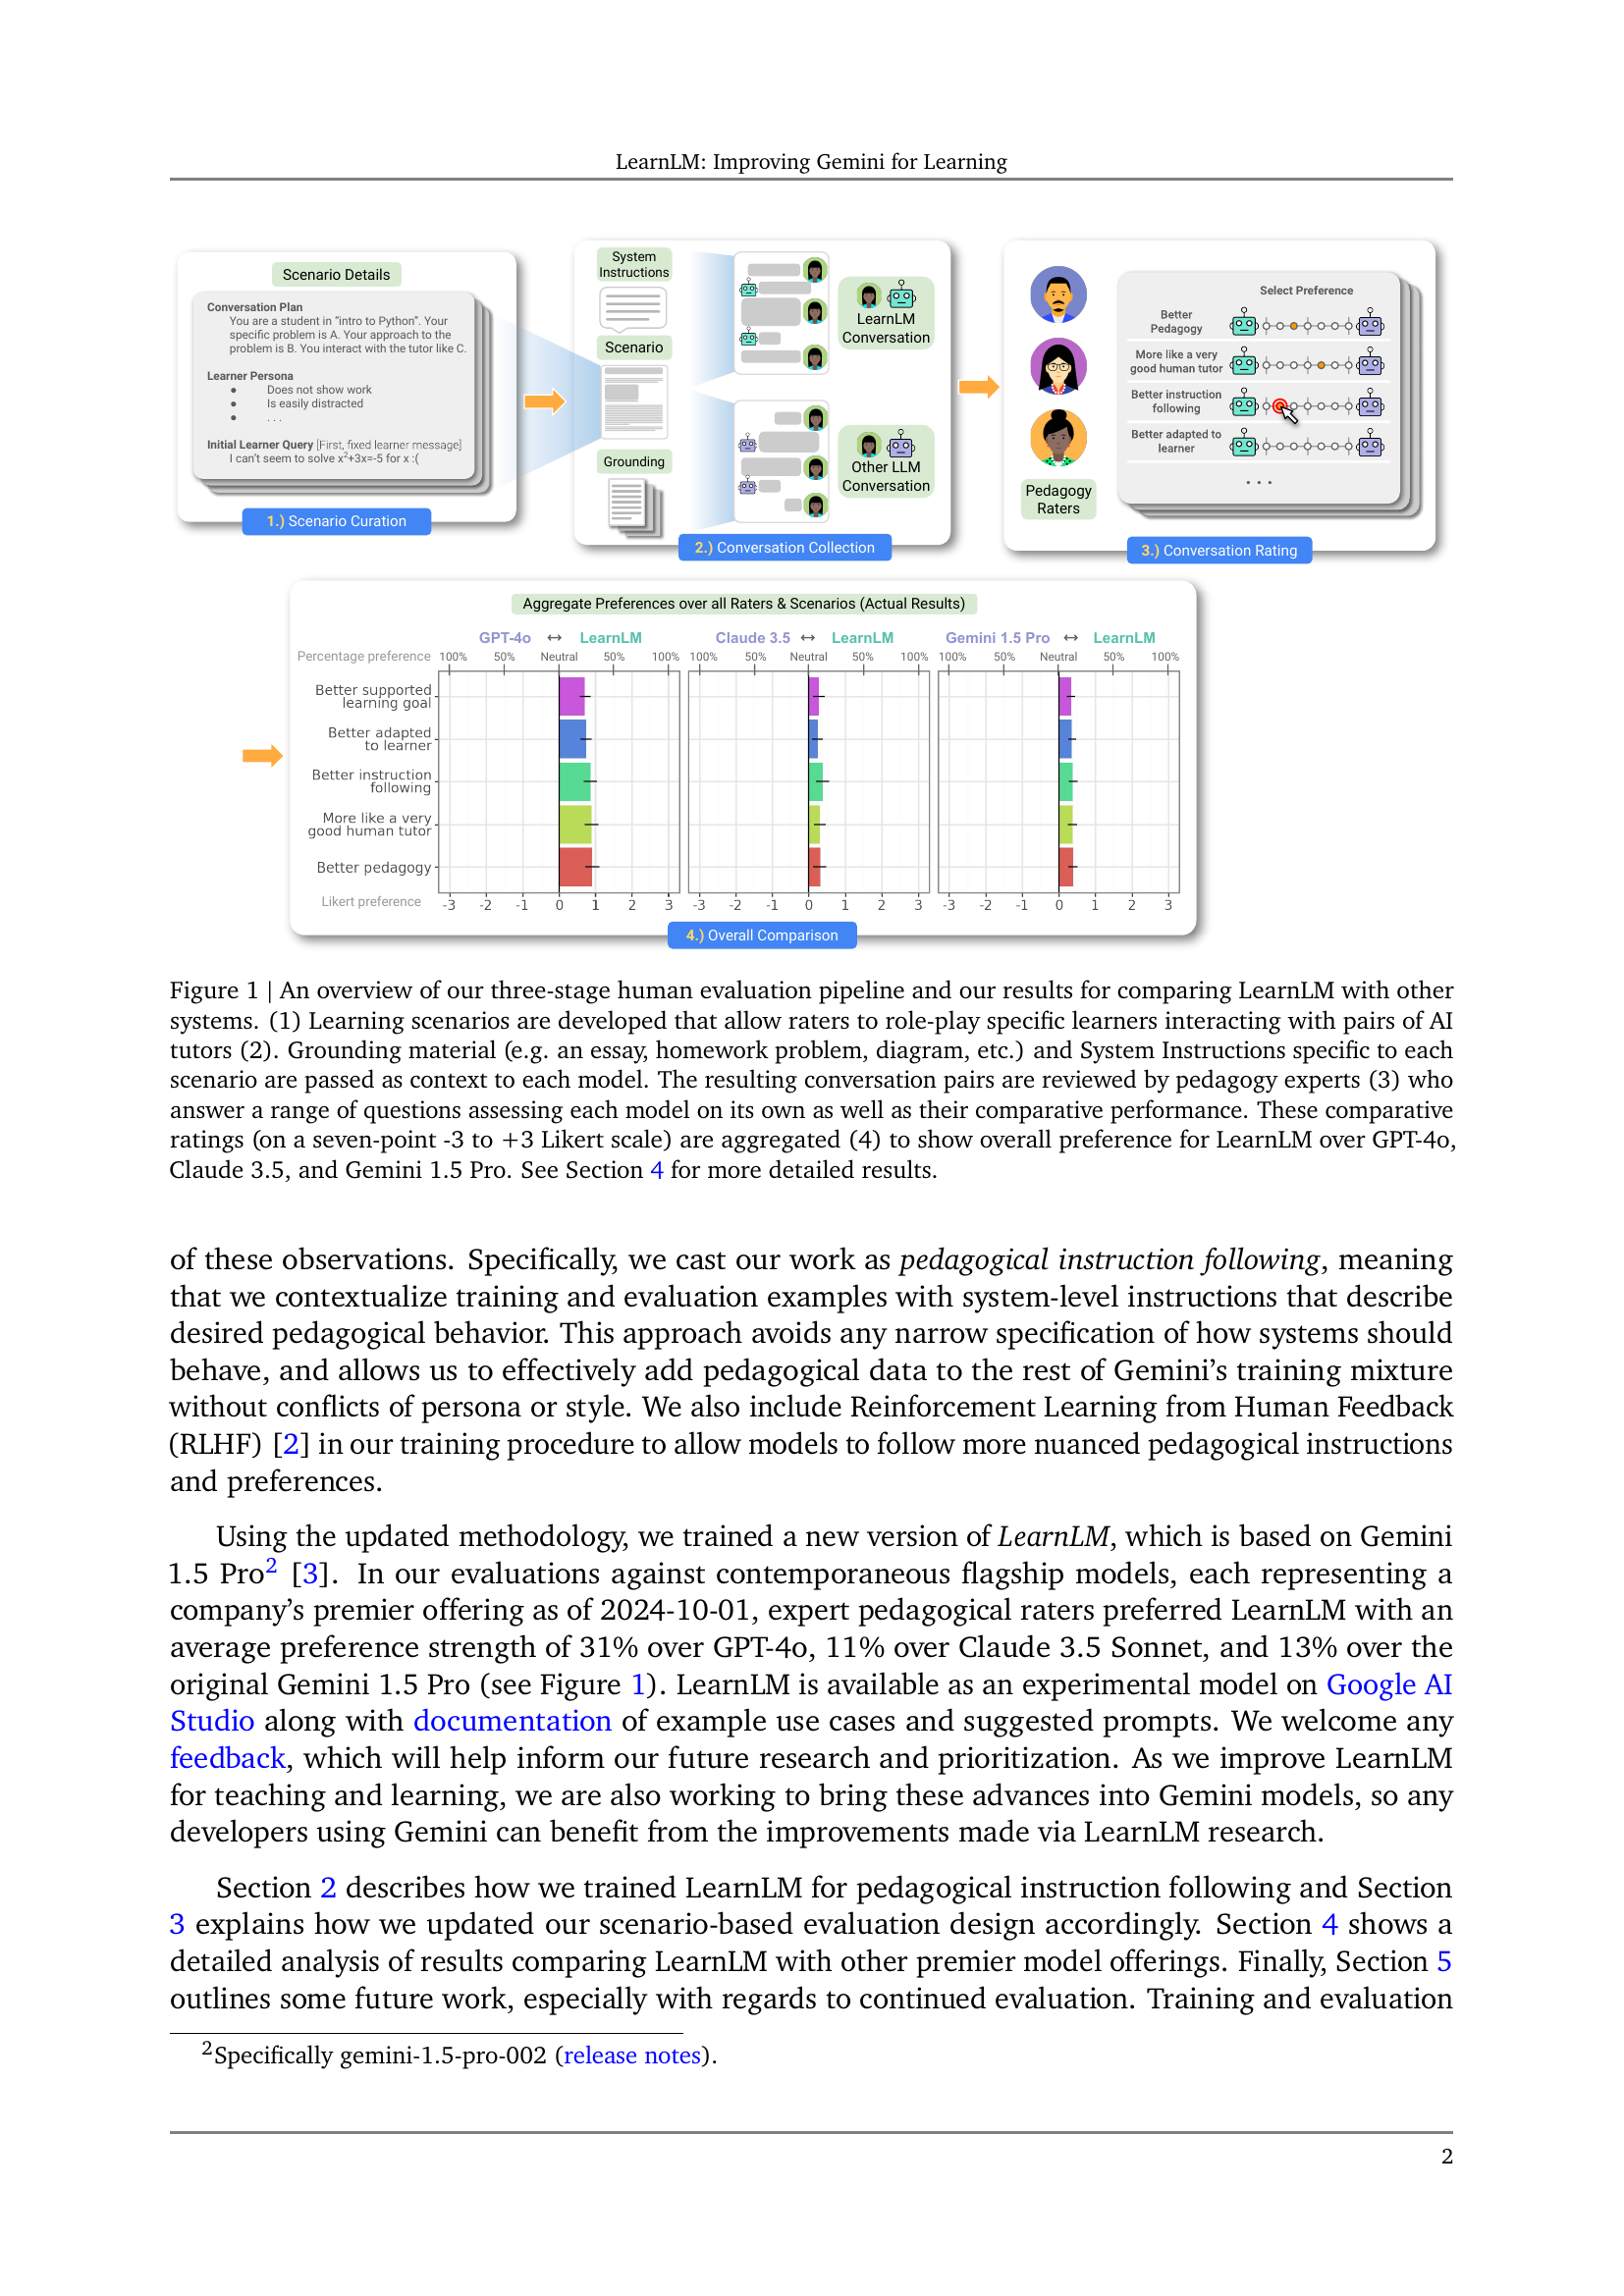 LearnLM: Improving Gemini for Learning
Scenario Details
Conversation Plan
You are a student in "intro to Python". Your
specific problem is A. Your approach to the
problem is B. You interact with the tutor like C.
Learner Persona
● Does not show work
● Is easily distracted
● . . .
Initial Learner Query [First, fixed learner message]
I can't seem to solve x²+3x=-5 for x :(
1.) Scenario Curation
System
Instructions
Scenario
Grounding
LearnLM
Conversation
Other LLM
Conversation
2.) Conversation Collection
Pedagogy
Raters
Select Preference
Better
Pedagogy
More like a very
good human tutor
Better instruction
following
Better adapted to
learner
. . .
3.) Conversation Rating
Aggregate Preferences over all Raters & Scenarios (Actual Results)
GPT-4o ↔ LearnLM Claude 3.5 ↔ LearnLM Gemini 1.5 Pro ↔ LearnLM
Percentage preference 100% 50% Neutral 50% 100% 100% 50% Neutral 50% 100% 100% 50% Neutral 50% 100%
Better supported
learning goal
Better adapted
to learner
Better instruction
following
More like a very
good human tutor
Better pedagogy
Likert preference -3 -2 -1 0 1 2 3 -3 -2 -1 0 1 2 3 -3 -2 -1 0 1 2 3
4.) Overall Comparison
Figure 1 | An overview of our three-stage human evaluation pipeline and our results for comparing LearnLM with other
systems. (1) Learning scenarios are developed that allow raters to role-play specific learners interacting with pairs of AI
tutors (2). Grounding material (e.g. an essay, homework problem, diagram, etc.) and System Instructions specific to each
scenario are passed as context to each model. The resulting conversation pairs are reviewed by pedagogy experts (3) who
answer a range of questions assessing each model on its own as well as their comparative performance. These comparative
ratings (on a seven-point -3 to +3 Likert scale) are aggregated (4) to show overall preference for LearnLM over GPT-4o,
Claude 3.5, and Gemini 1.5 Pro. See Section 4 for more detailed results.
of these observations. Specifically, we cast our work as pedagogical instruction following, meaning
that we contextualize training and evaluation examples with system-level instructions that describe
desired pedagogical behavior. This approach avoids any narrow specification of how systems should
behave, and allows us to effectively add pedagogical data to the rest of Gemini's training mixture
without conflicts of persona or style. We also include Reinforcement Learning from Human Feedback
(RLHF) [2] in our training procedure to allow models to follow more nuanced pedagogical instructions
and preferences.
Using the updated methodology, we trained a new version of LearnLM, which is based on Gemini
1.5 Pro² [3]. In our evaluations against contemporaneous flagship models, each representing a
company's premier offering as of 2024-10-01, expert pedagogical raters preferred LearnLM with an
average preference strength of 31% over GPT-4o, 11% over Claude 3.5 Sonnet, and 13% over the
original Gemini 1.5 Pro (see Figure 1). LearnLM is available as an experimental model on Google AI
Studio along with documentation of example use cases and suggested prompts. We welcome any
feedback, which will help inform our future research and prioritization. As we improve LearnLM
for teaching and learning, we are also working to bring these advances into Gemini models, so any
developers using Gemini can benefit from the improvements made via LearnLM research.
Section 2 describes how we trained LearnLM for pedagogical instruction following and Section
3 explains how we updated our scenario-based evaluation design accordingly. Section 4 shows a
detailed analysis of results comparing LearnLM with other premier model offerings. Finally, Section 5
outlines some future work, especially with regards to continued evaluation. Training and evaluation
²Specifically gemini-1.5-pro-002 (release notes).
2